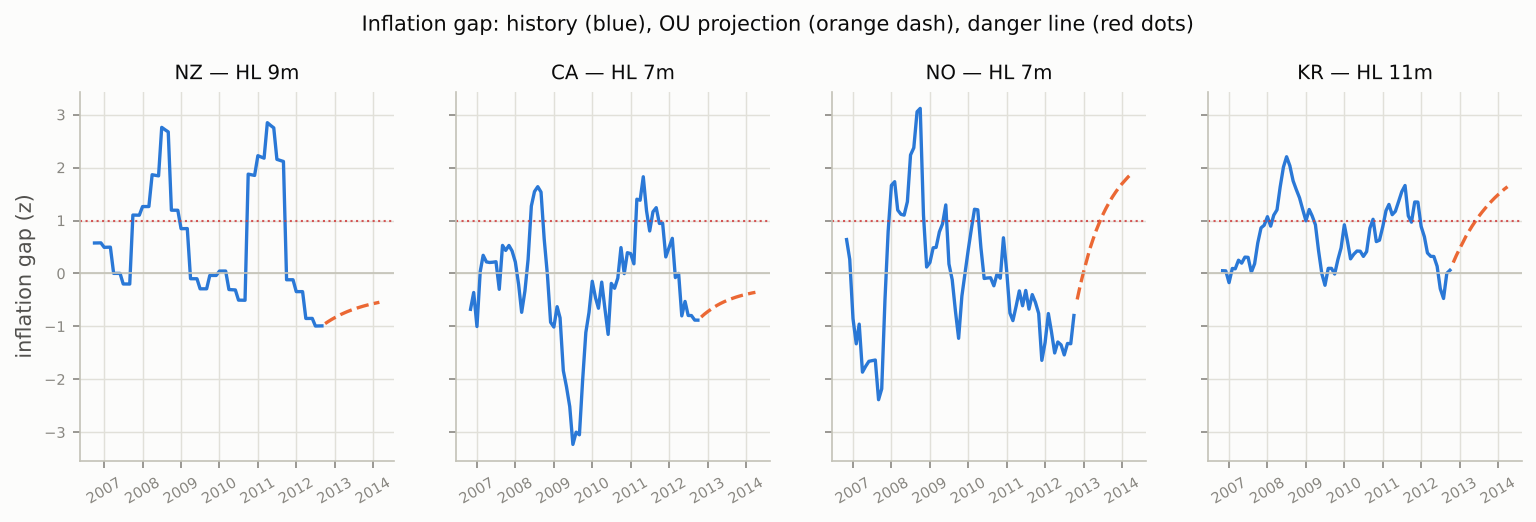 Inflation gap: history (blue), OU projection (orange dash), danger line (red dots)
NZ — HL 9m
CA — HL 7m
NO — HL 7m
KR — HL 11m
inflation gap (z)
3
2
1
0
−1
−2
−3
2007 2008 2009 2010 2011 2012 2013 2014
2007 2008 2009 2010 2011 2012 2013 2014
2007 2008 2009 2010 2011 2012 2013 2014
2007 2008 2009 2010 2011 2012 2013 2014